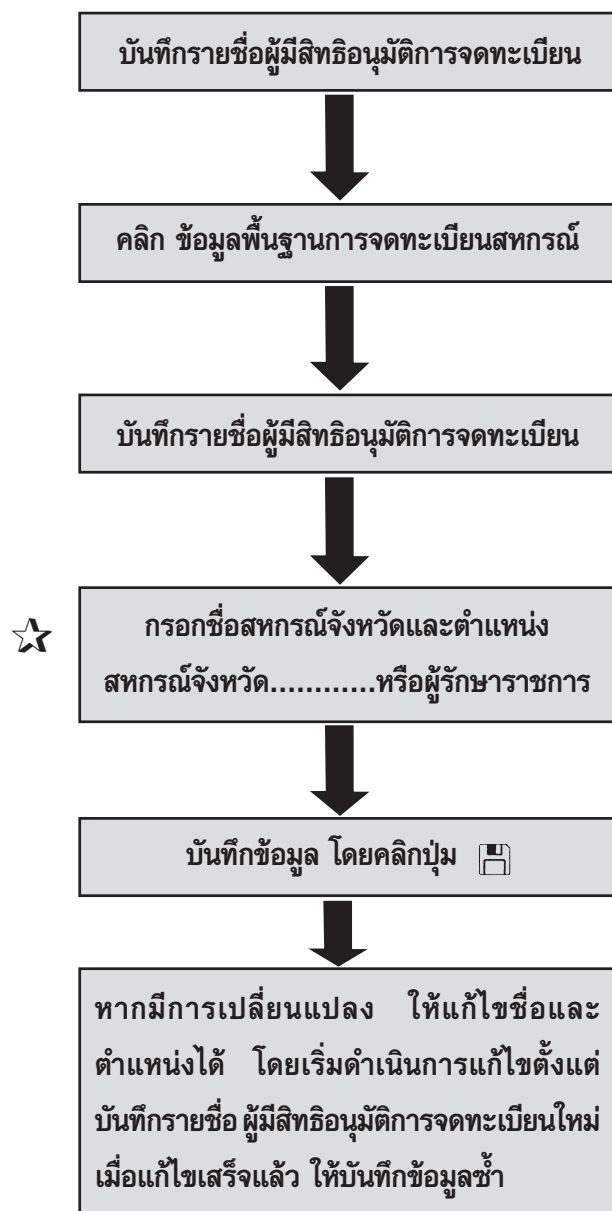 บันทึกรายชื่อผู้มีสิทธิอนุมัติการจดทะเบียน
คลิก ข้อมูลพื้นฐานการจดทะเบียนสหกรณ์
บันทึกรายชื่อผู้มีสิทธิอนุมัติการจดทะเบียน
กรอกชื่อสหกรณ์จังหวัดและตำแหน่ง
สหกรณ์จังหวัด............หรือผู้รักษาราชการ
บันทึกข้อมูล โดยคลิกปุ่ม
หากมีการเปลี่ยนแปลง ให้แก้ไขชื่อและ
ตำแหน่งได้ โดยเริ่มดำเนินการแก้ไขตั้งแต่
บันทึกรายชื่อ ผู้มีสิทธิอนุมัติการจดทะเบียนใหม่
เมื่อแก้ไขเสร็จแล้ว ให้บันทึกข้อมูลซ้ำ